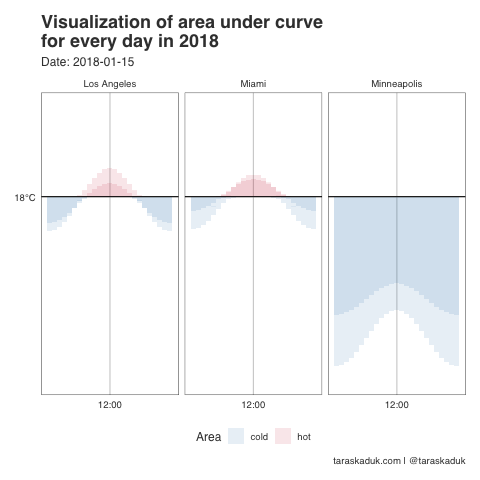 Visualization of area under curve
for every day in 2018
Date: 2018-01-15
Los Angeles
Miami
Minneapolis
18°C
12:00
12:00
12:00
Area
cold
hot
taraskaduk.com | @taraskaduk